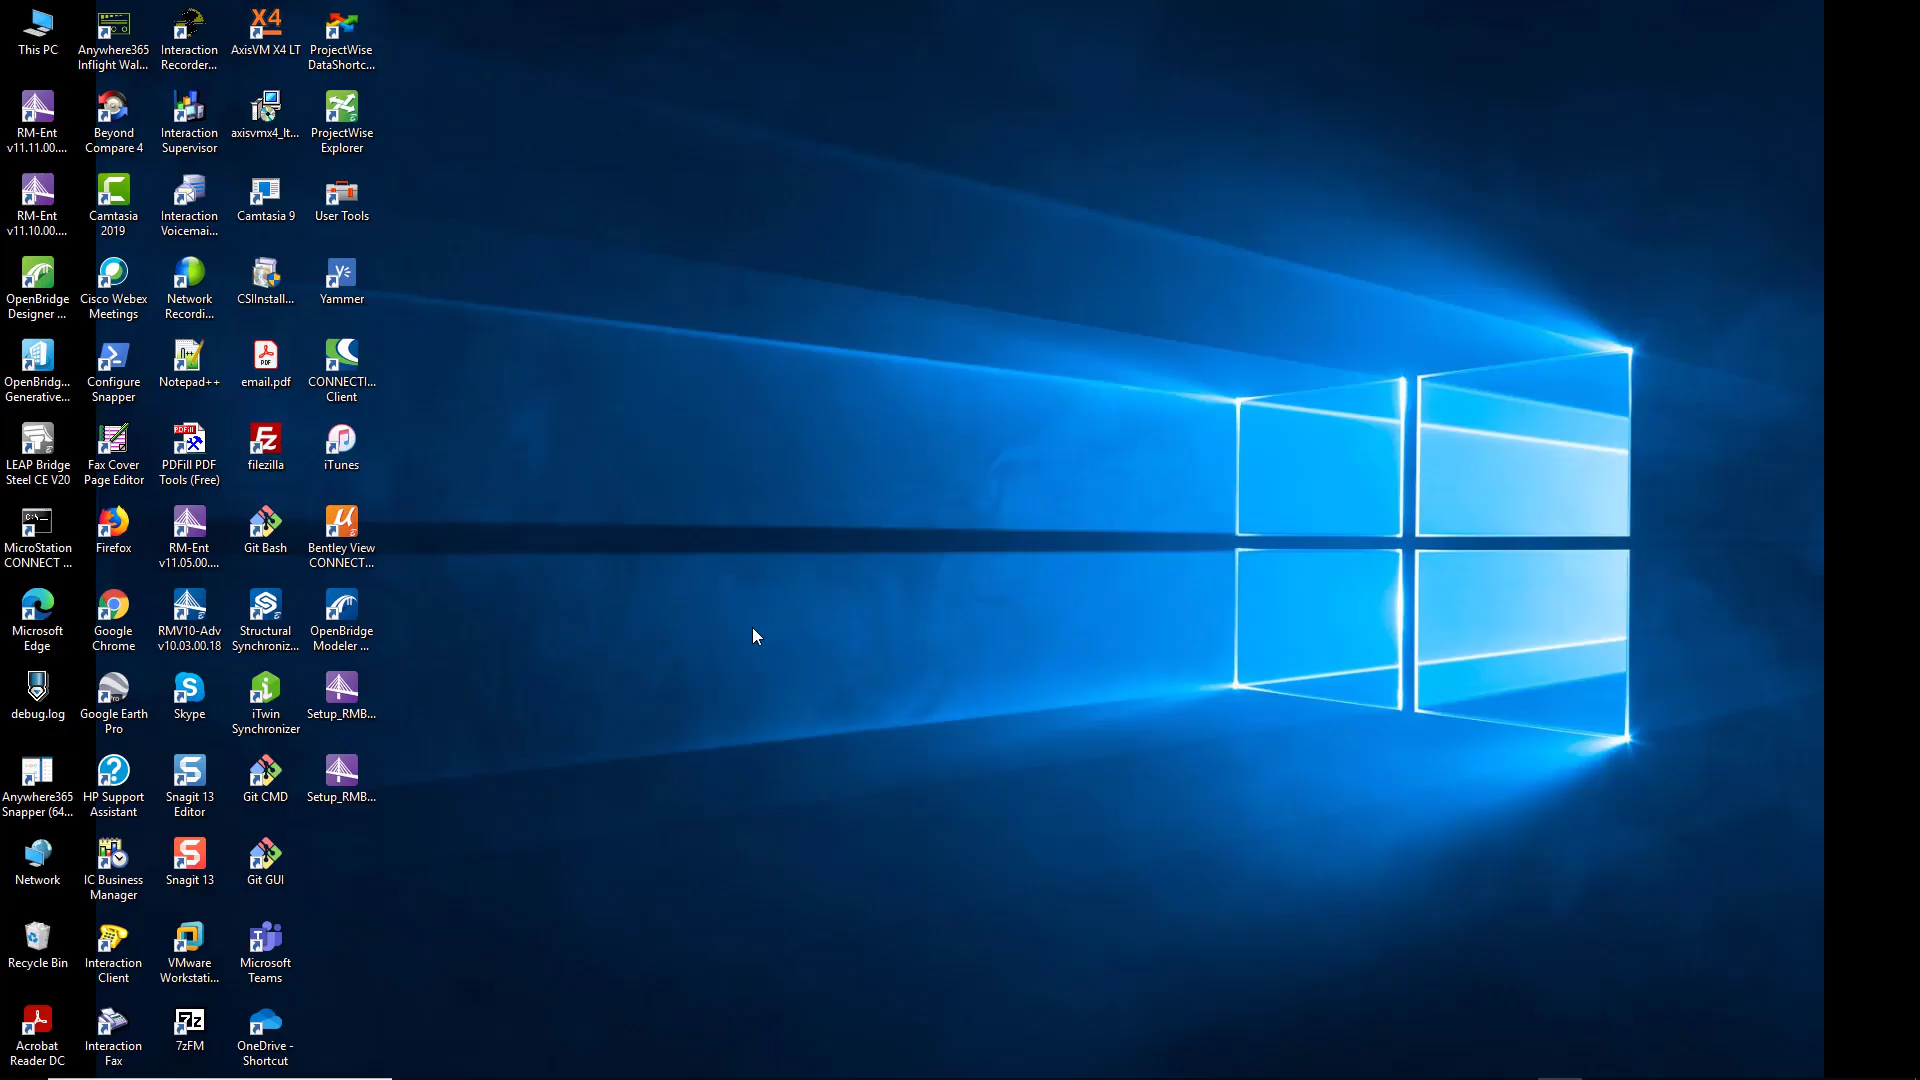 This PC
Anywhere365
Inflight Wal...
Interaction
Recorder...
AxisVM X4 LT
ProjectWise
DataShortc...
RM-Ent
v11.11.00....
Beyond
Compare 4
Interaction
Supervisor
axisvmx4_lt...
ProjectWise
Explorer
RM-Ent
v11.10.00....
Camtasia
2019
Interaction
Voicemai...
Camtasia 9
User Tools
OpenBridge
Designer ...
Cisco Webex
Meetings
Network
Recordi...
CSIInstall...
Yammer
OpenBridg...
Generative...
Configure
Snapper
Notepad++
email.pdf
CONNECTI...
Client
LEAP Bridge
Steel CE V20
Fax Cover
Page Editor
PDFill PDF
Tools (Free)
filezilla
iTunes
MicroStation
CONNECT ...
Firefox
RM-Ent
v11.05.00....
Git Bash
Bentley View
CONNECT...
Microsoft
Edge
Google
Chrome
RMV10-Adv
v10.03.00.18
Structural
Synchroniz...
OpenBridge
Modeler ...
debug.log
Google Earth
Pro
Skype
iTwin
Synchronizer
Setup_RMB...
Anywhere365
Snapper (64...
HP Support
Assistant
Snagit 13
Editor
Git CMD
Setup_RMB...
Network
IC Business
Manager
Snagit 13
Git GUI
Recycle Bin
Interaction
Client
VMware
Workstati...
Microsoft
Teams
Acrobat
Reader DC
Interaction
Fax
7zFM
OneDrive -
Shortcut